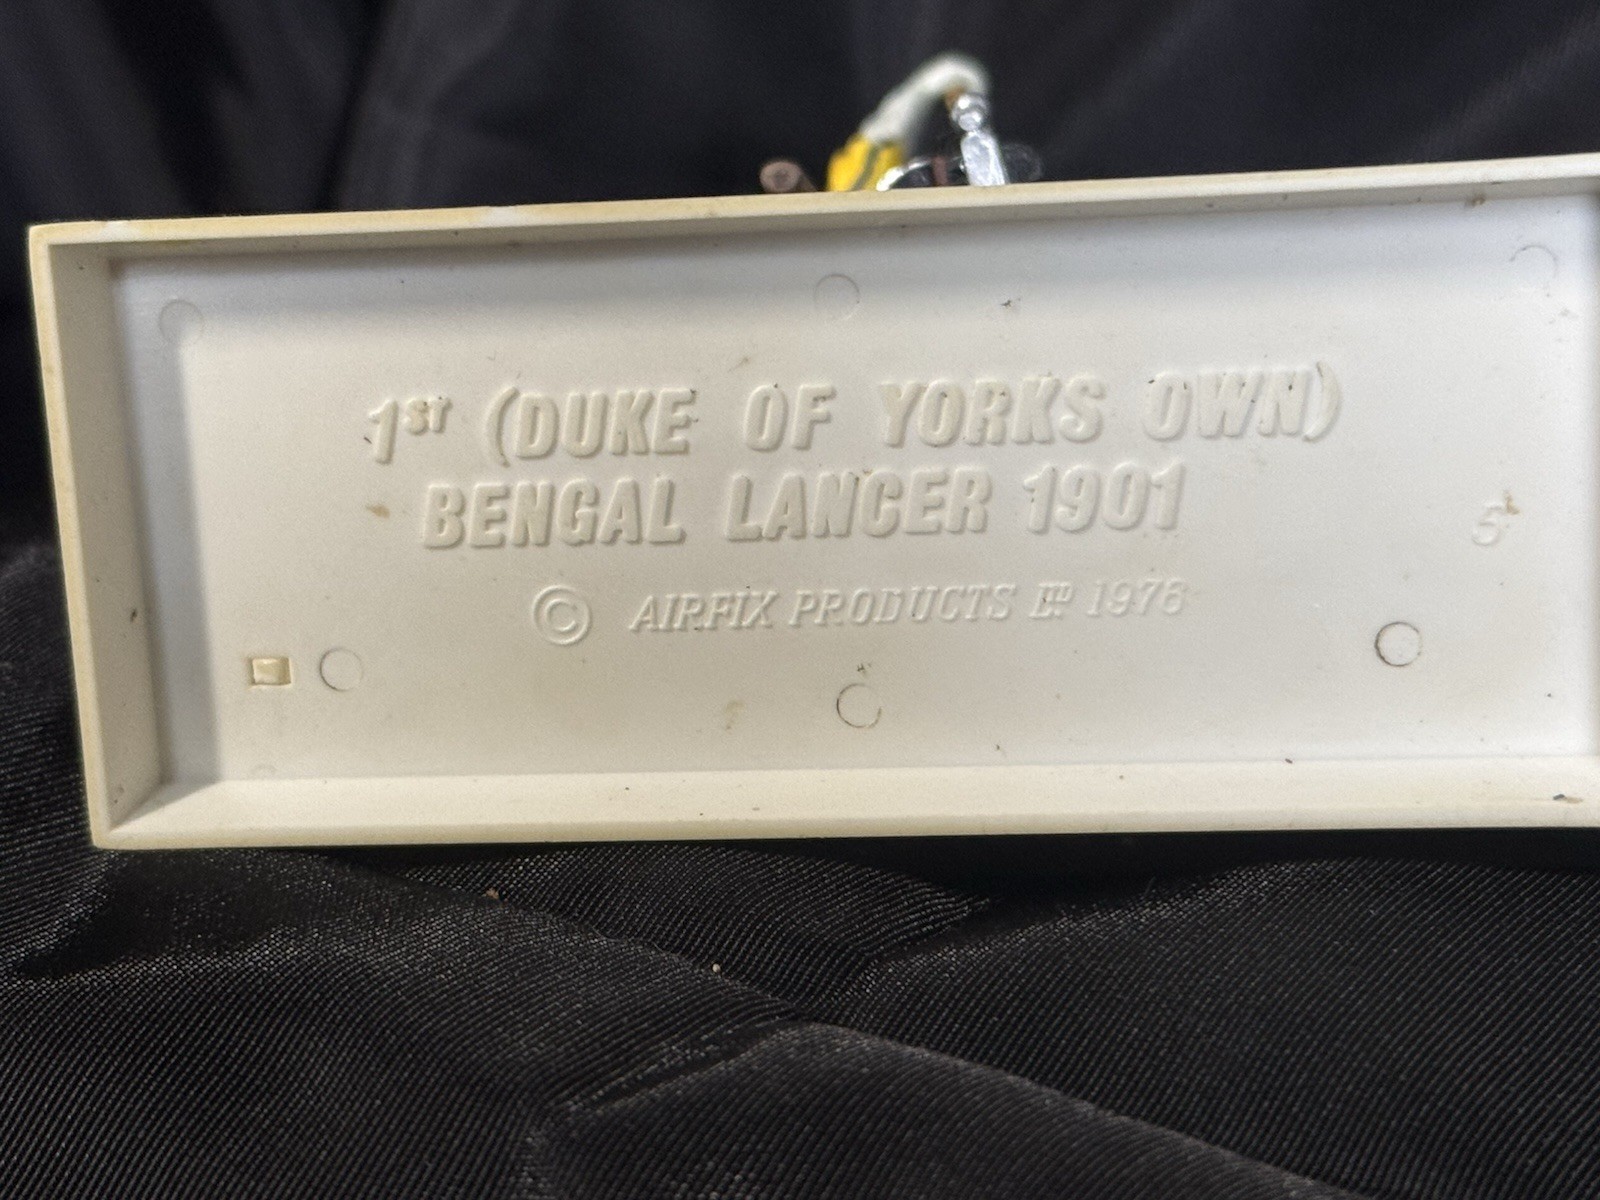 1ST (DUKE OF YORKS OWN)
BENGAL LANCER 1901
© AIRFIX PRODUCTS LTD 1976
5